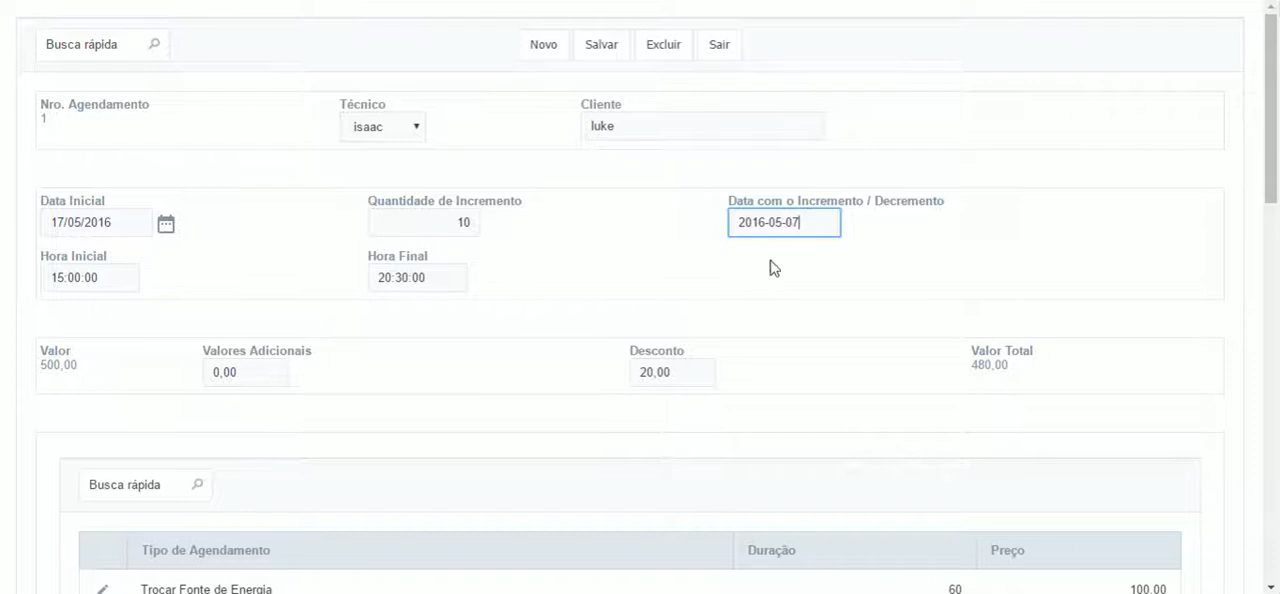 Busca rápida
Novo Salvar Excluir Sair
Nro. Agendamento Técnico Cliente
1 isaac luke
Data Inicial Quantidade de Incremento Data com o Incremento / Decremento
17/05/2016 10 2016-05-07
Hora Inicial Hora Final
15:00:00 20:30:00
Valor Valores Adicionais Desconto Valor Total
500,00 0,00 20,00 480,00
Busca rápida
Tipo de Agendamento Duração Preço
Trocar Fonte de Energia 60 100,00